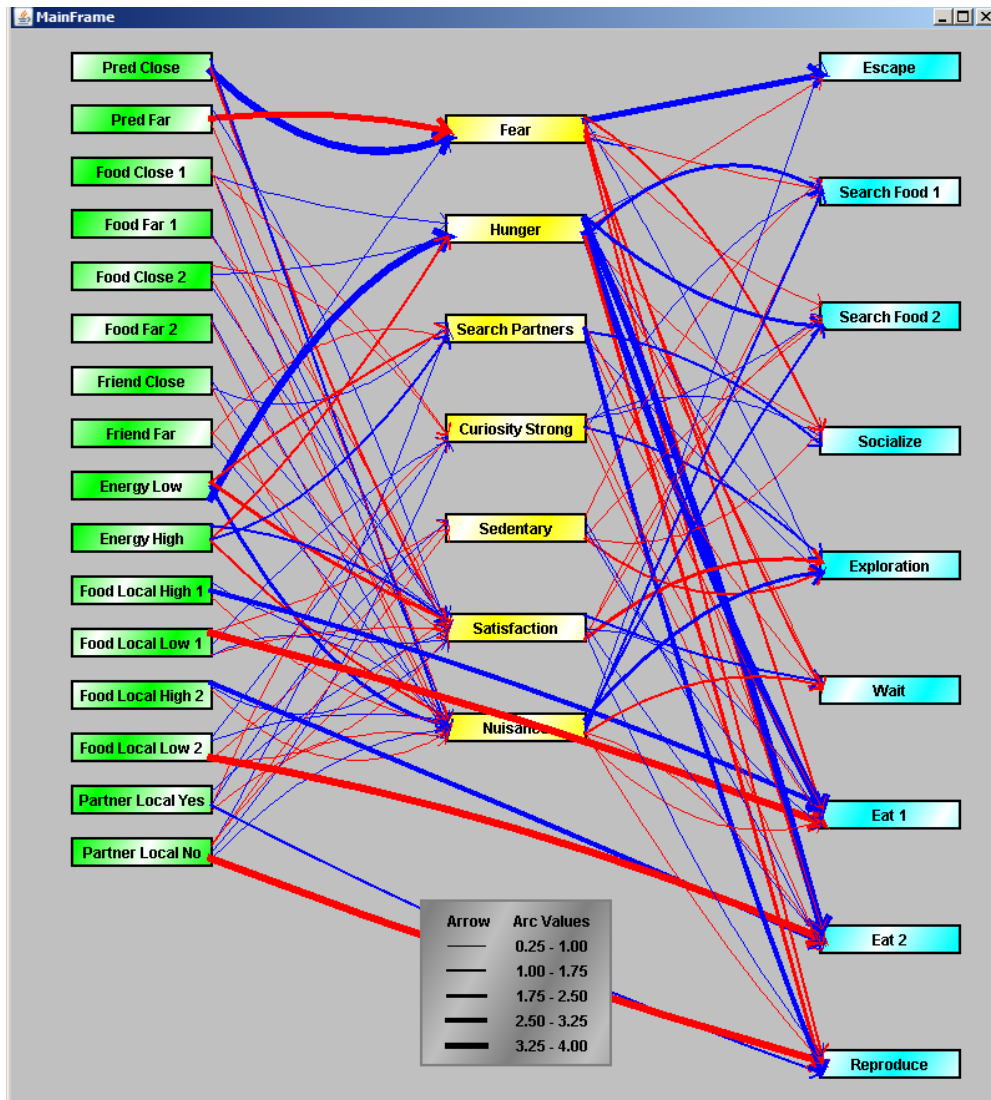 MainFrame
Pred Close
Pred Far
Food Close 1
Food Far 1
Food Close 2
Food Far 2
Friend Close
Friend Far
Energy Low
Energy High
Food Local High 1
Food Local Low 1
Food Local High 2
Food Local Low 2
Partner Local Yes
Partner Local No
Fear
Hunger
Search Partners
Curiosity Strong
Sedentary
Satisfaction
Nuisance
Escape
Search Food 1
Search Food 2
Socialize
Exploration
Wait
Eat 1
Eat 2
Reproduce
Arrow Arc Values
0.25 - 1.00
1.00 - 1.75
1.75 - 2.50
2.50 - 3.25
3.25 - 4.00